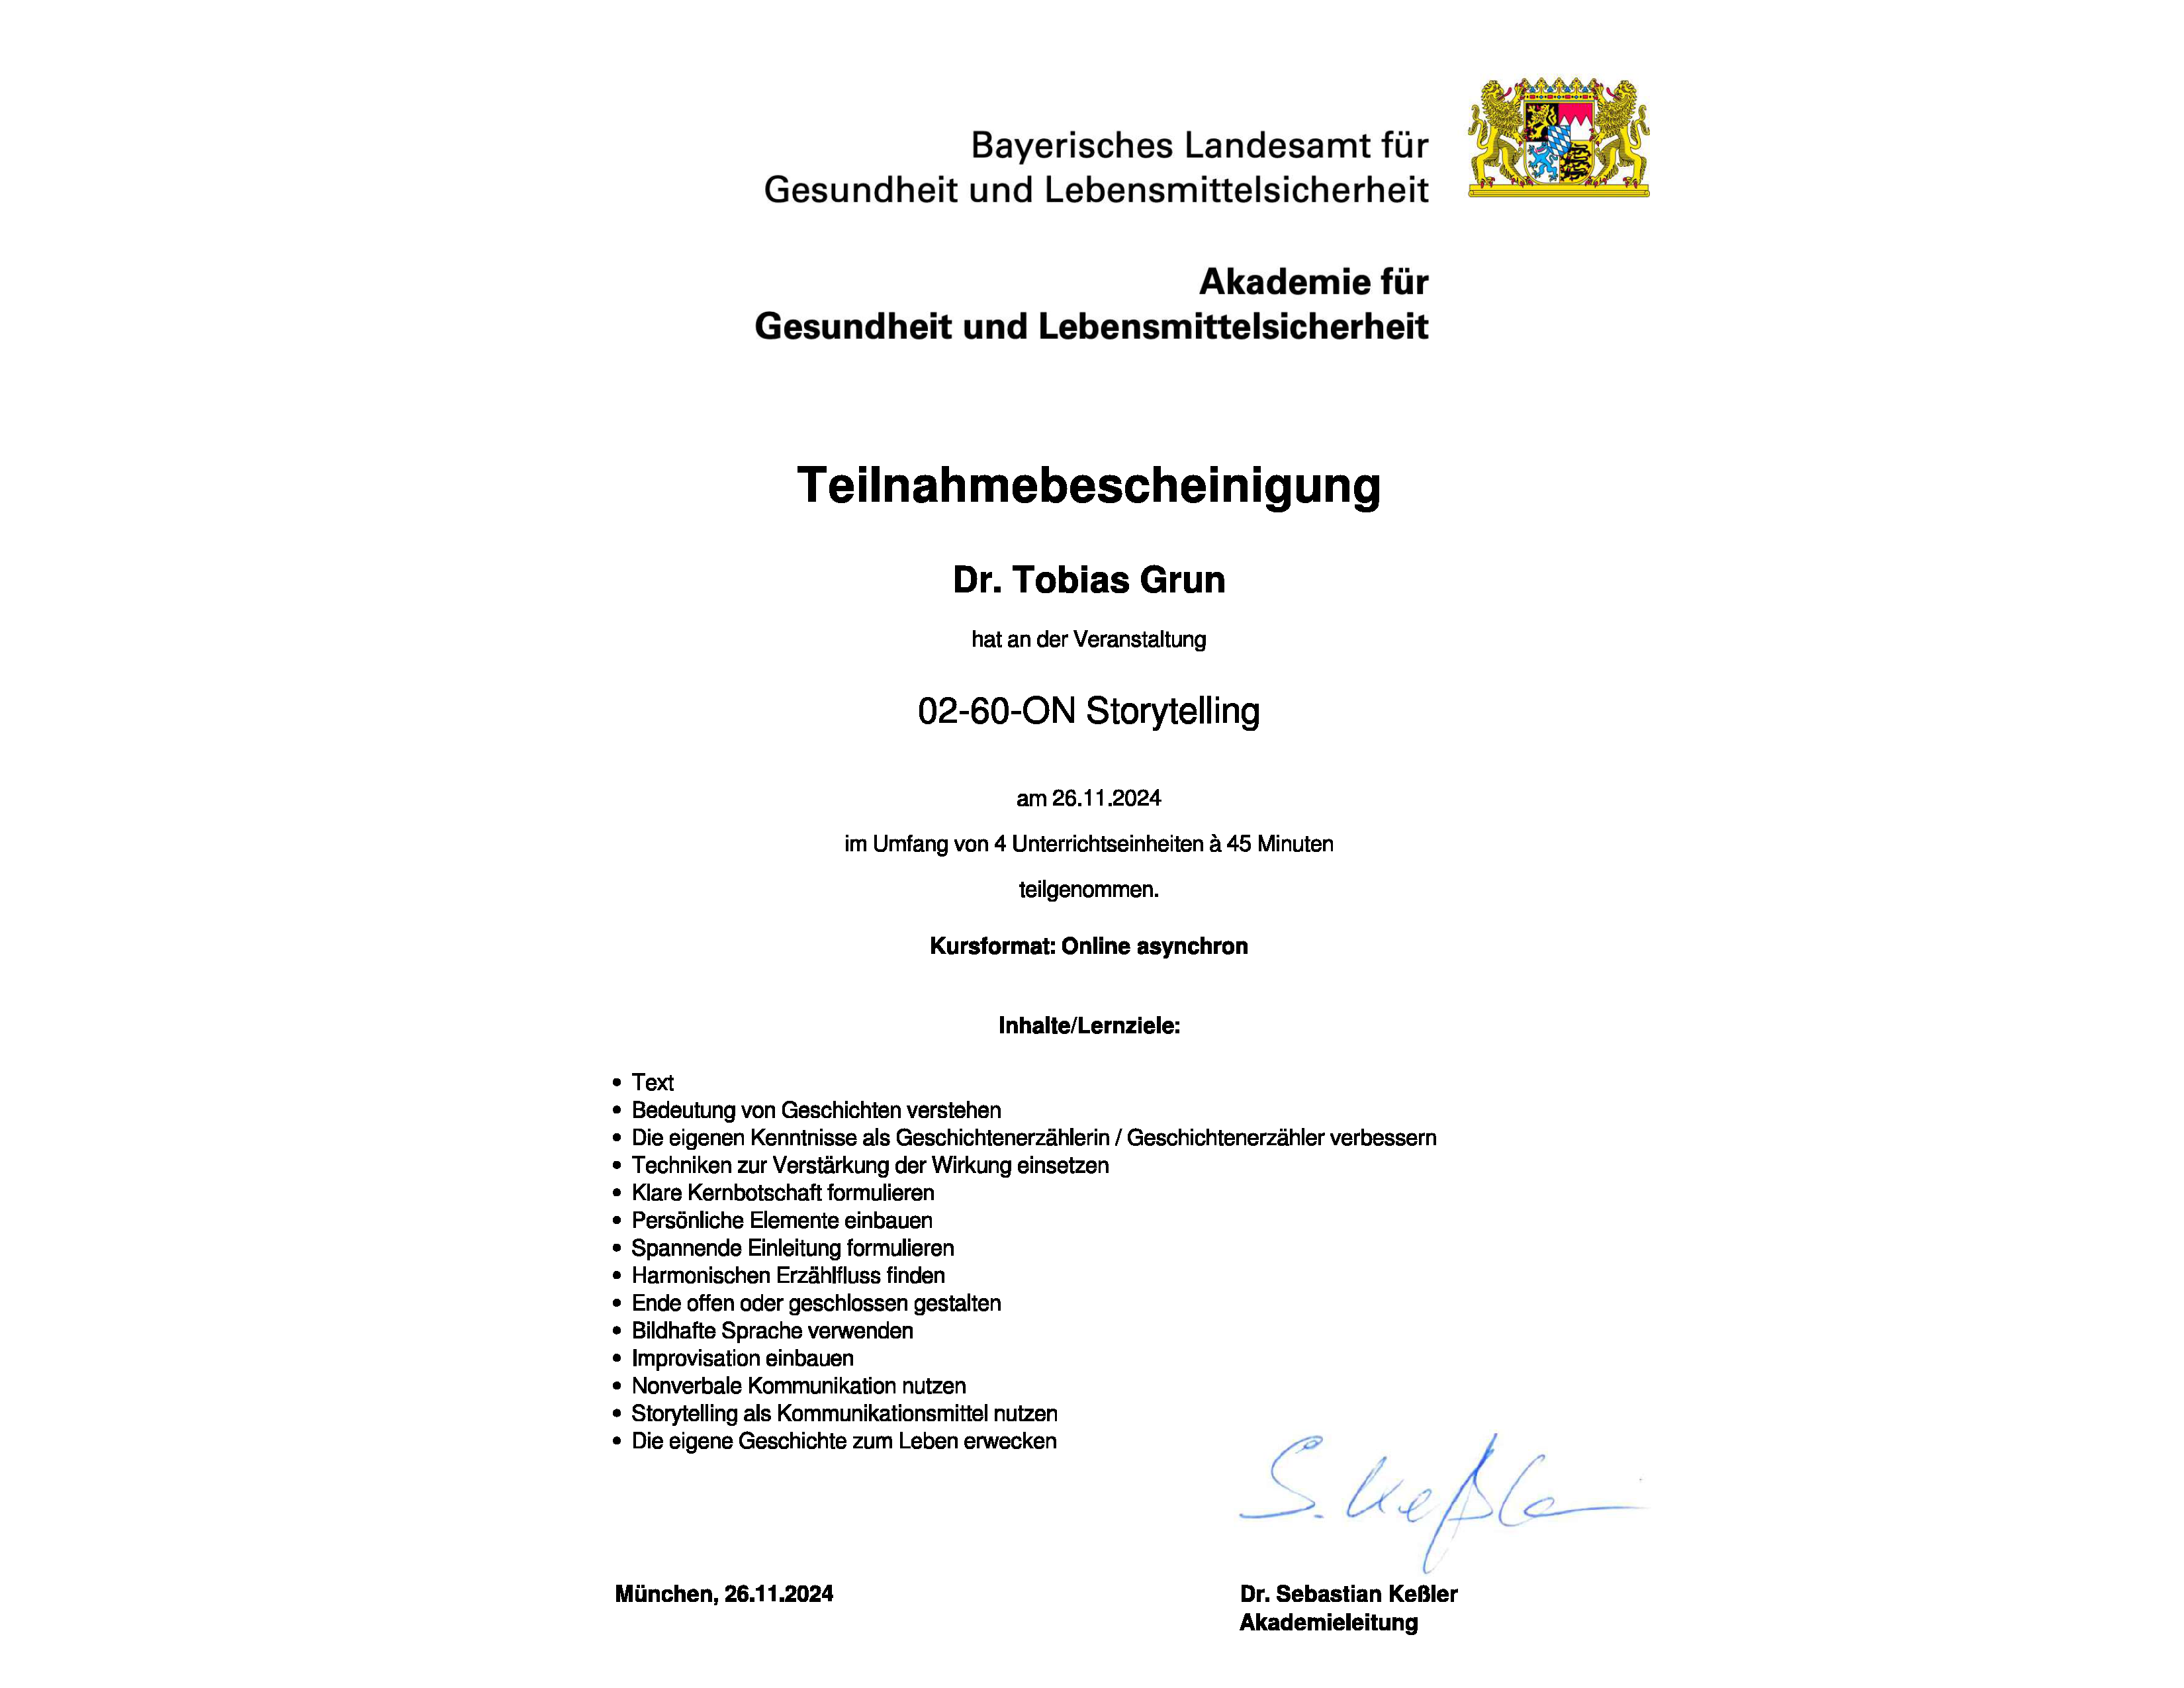 Bayerisches Landesamt für
Gesundheit und Lebensmittelsicherheit
Akademie für
Gesundheit und Lebensmittelsicherheit
Teilnahmebescheinigung
Dr. Tobias Grun
hat an der Veranstaltung
02-60-ON Storytelling
am 26.11.2024
im Umfang von 4 Unterrichtseinheiten à 45 Minuten
teilgenommen.
Kursformat: Online asynchron
Inhalte/Lernziele:
• Text
• Bedeutung von Geschichten verstehen
• Die eigenen Kenntnisse als Geschichtenerzählerin / Geschichtenerzähler verbessern
• Techniken zur Verstärkung der Wirkung einsetzen
• Klare Kernbotschaft formulieren
• Persönliche Elemente einbauen
• Spannende Einleitung formulieren
• Harmonischen Erzählfluss finden
• Ende offen oder geschlossen gestalten
• Bildhafte Sprache verwenden
• Improvisation einbauen
• Nonverbale Kommunikation nutzen
• Storytelling als Kommunikationsmittel nutzen
• Die eigene Geschichte zum Leben erwecken
S. Keßler
München, 26.11.2024
Dr. Sebastian Keßler
Akademieleitung